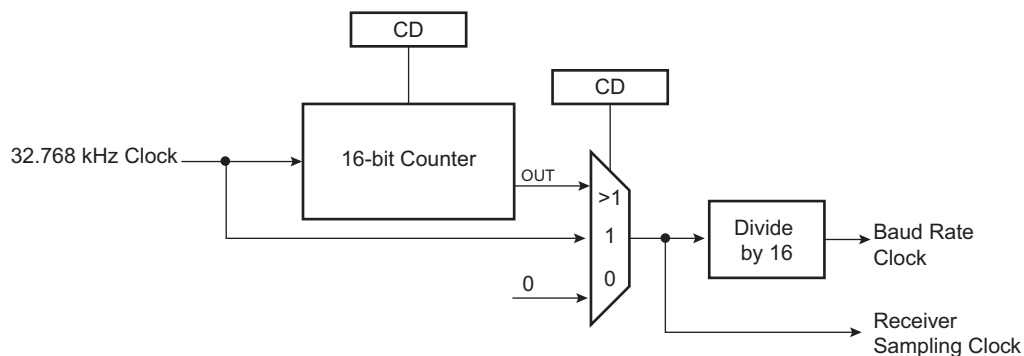 CD
CD
32.768 kHz Clock
16-bit Counter
OUT
>1
1
0
0
Divide
by 16
Baud Rate
Clock
Receiver
Sampling Clock